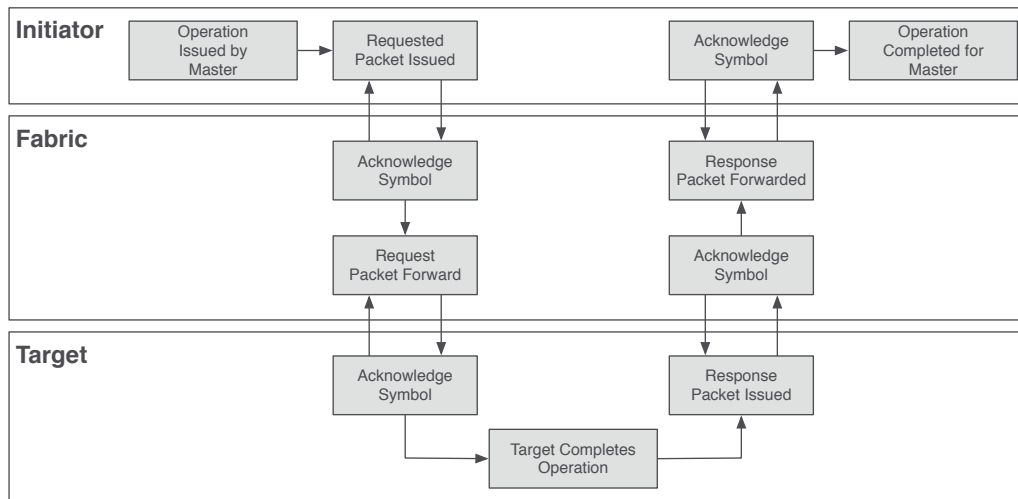 Initiator
Operation
Issued by
Master
Requested
Packet Issued
Acknowledge
Symbol
Operation
Completed for
Master
Fabric
Acknowledge
Symbol
Response
Packet Forwarded
Request
Packet Forward
Acknowledge
Symbol
Target
Acknowledge
Symbol
Response
Packet Issued
Target Completes
Operation